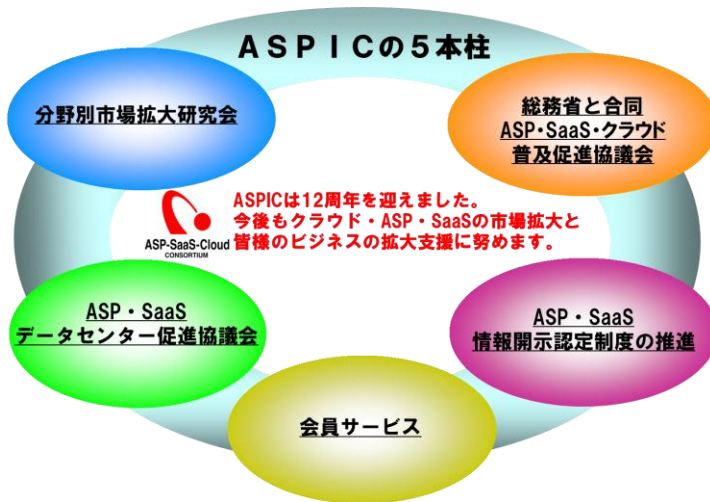 ASPICの5本柱
分野別市場拡大研究会
総務省と合同
ASP・SaaS・クラウド
普及促進協議会
ASPICは12周年を迎えました。
今後もクラウド・ASP・SaaSの市場拡大と
皆様のビジネスの拡大支援に努めます。
ASP-SaaS-Cloud
CONSORTIUM
ASP・SaaS
データセンター促進協議会
ASP・SaaS
情報開示認定制度の推進
会員サービス